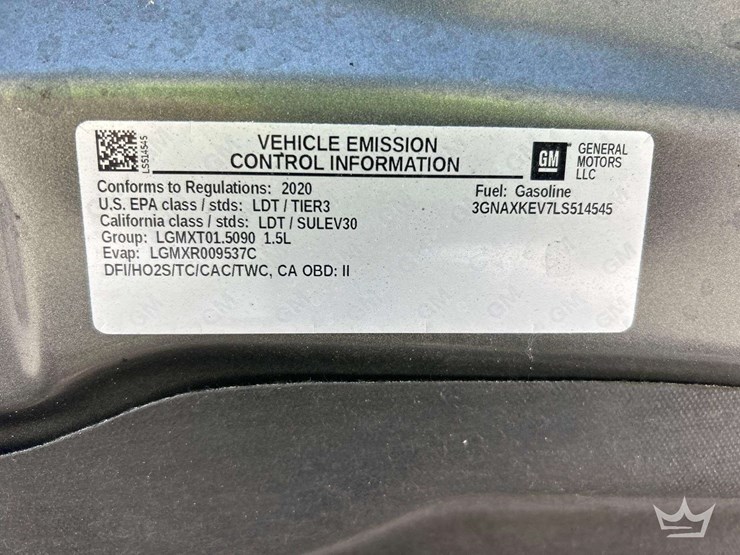 LS514545
VEHICLE EMISSION
CONTROL INFORMATION
GM
GENERAL
MOTORS
LLC
Conforms to Regulations: 2020
Fuel: Gasoline
U.S. EPA class / stds: LDT / TIER3
3GNAXKEV7LS514545
California class / stds: LDT / SULEV30
Group: LGMXT01.5090 1.5L
Evap: LGMXR009537C
DFI/HO2S/TC/CAC/TWC, CA OBD: II